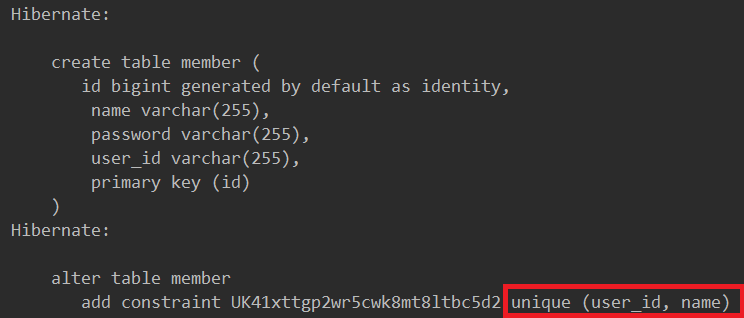 Hibernate:
create table member (
id bigint generated by default as identity,
name varchar(255),
password varchar(255),
user_id varchar(255),
primary key (id)
)
Hibernate:
alter table member
add constraint UK41xttgp2wr5cwk8mt8ltbc5d2 unique (user_id, name)